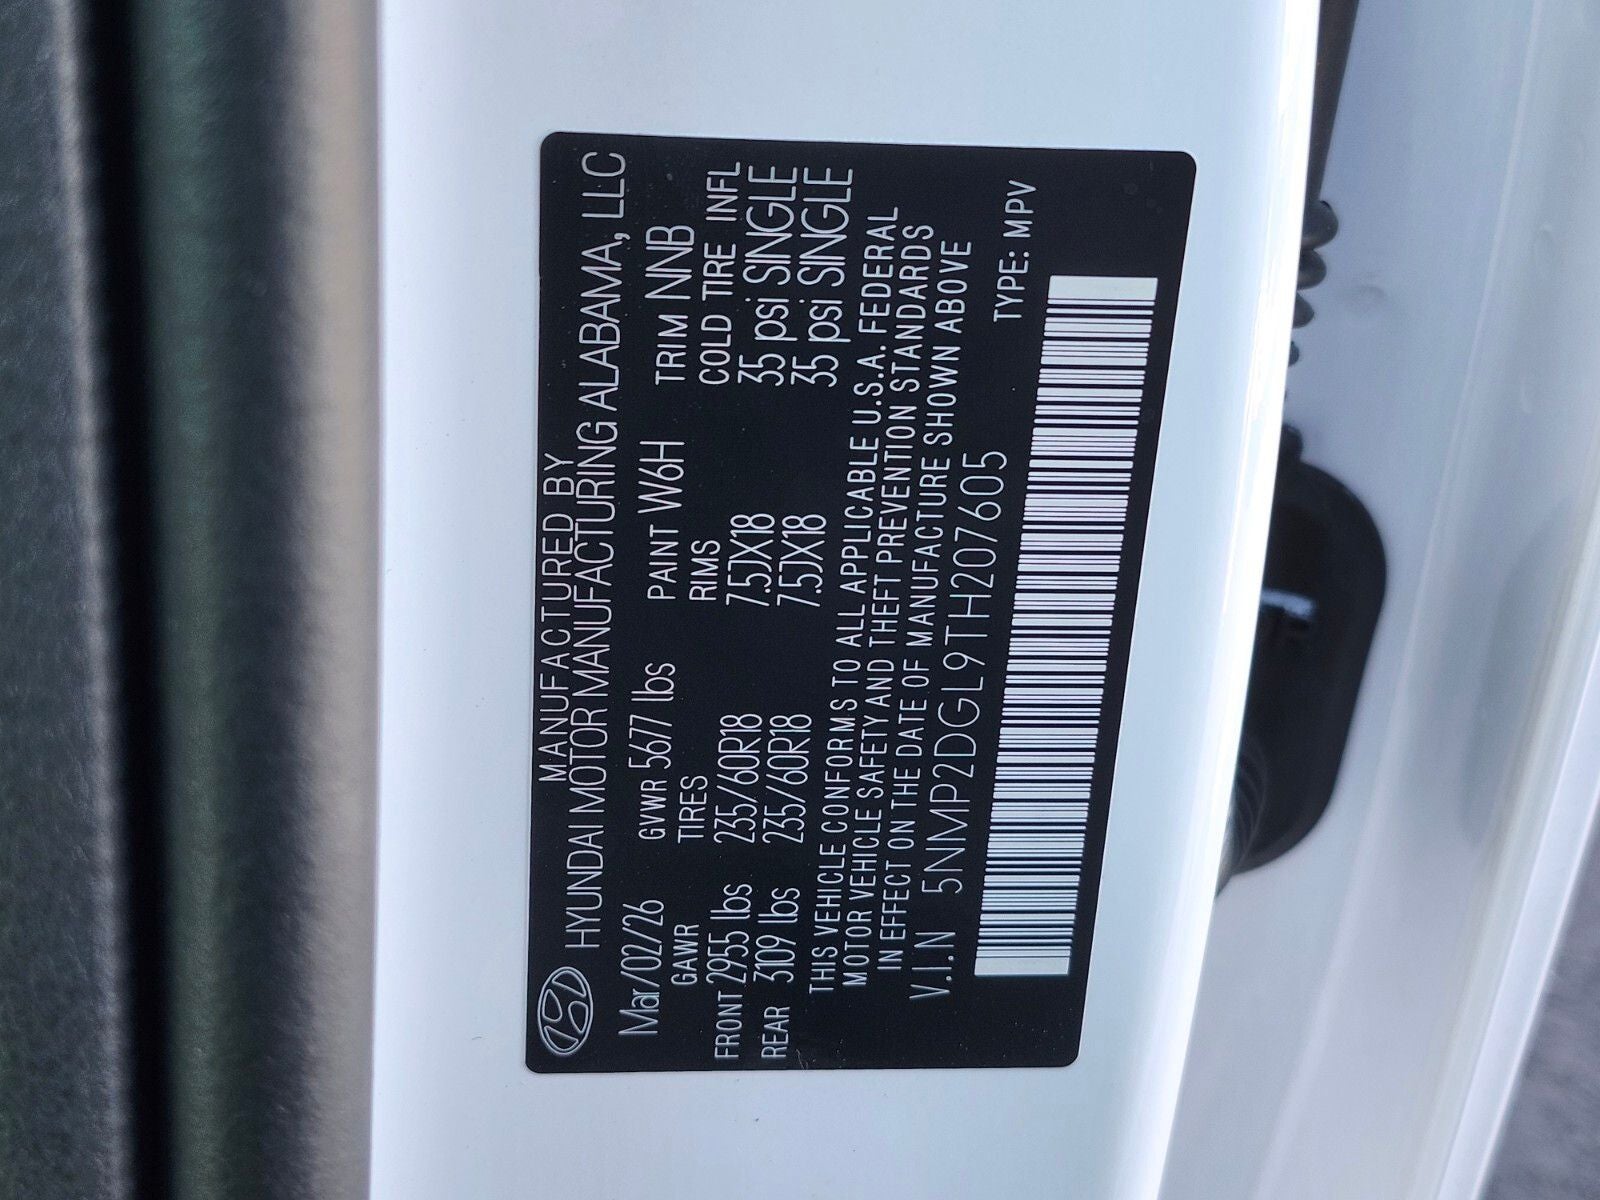 MANUFACTURED BY
HYUNDAI MOTOR MANUFACTURING ALABAMA, LLC
Mar/02/26 GVWR 5677 lbs PAINT W6H TRIM NNB
GAWR TIRES RIMS COLD TIRE INFL
FRONT 2955 lbs 235/60R18 7.5JX18 35 psi SINGLE
REAR 3109 lbs 235/60R18 7.5JX18 35 psi SINGLE
THIS VEHICLE CONFORMS TO ALL APPLICABLE U.S.A. FEDERAL
MOTOR VEHICLE SAFETY AND THEFT PREVENTION STANDARDS
IN EFFECT ON THE DATE OF MANUFACTURE SHOWN ABOVE
V.I.N 5NMP2DGL9TH207605 TYPE: MPV